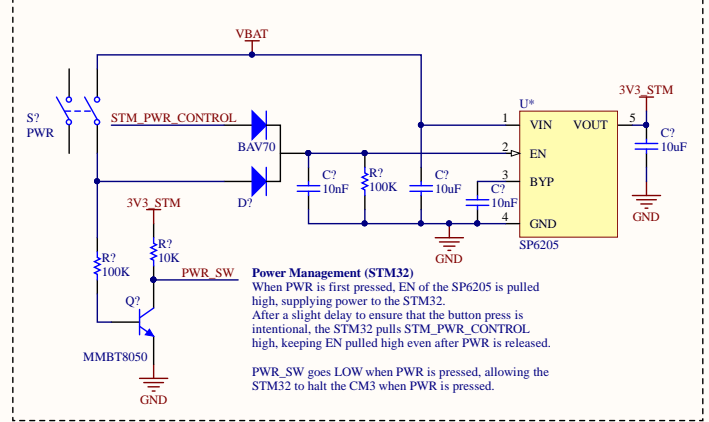 VBAT
S?
PWR
STM_PWR_CONTROL
BAV70
D?
C?
10nF
R?
100K
C?
10uF
C?
10nF
U*
1
VIN
VOUT
5
2
EN
3
BYP
4
GND
SP6205
3V3_STM
C?
10uF
GND
GND
3V3_STM
R?
100K
R?
10K
PWR_SW
Q?
MMBT8050
GND
Power Management (STM32)
When PWR is first pressed, EN of the SP6205 is pulled
high, supplying power to the STM32.
After a slight delay to ensure that the button press is
intentional, the STM32 pulls STM_PWR_CONTROL
high, keeping EN pulled high even after PWR is released.
PWR_SW goes LOW when PWR is pressed, allowing the
STM32 to halt the CM3 when PWR is pressed.